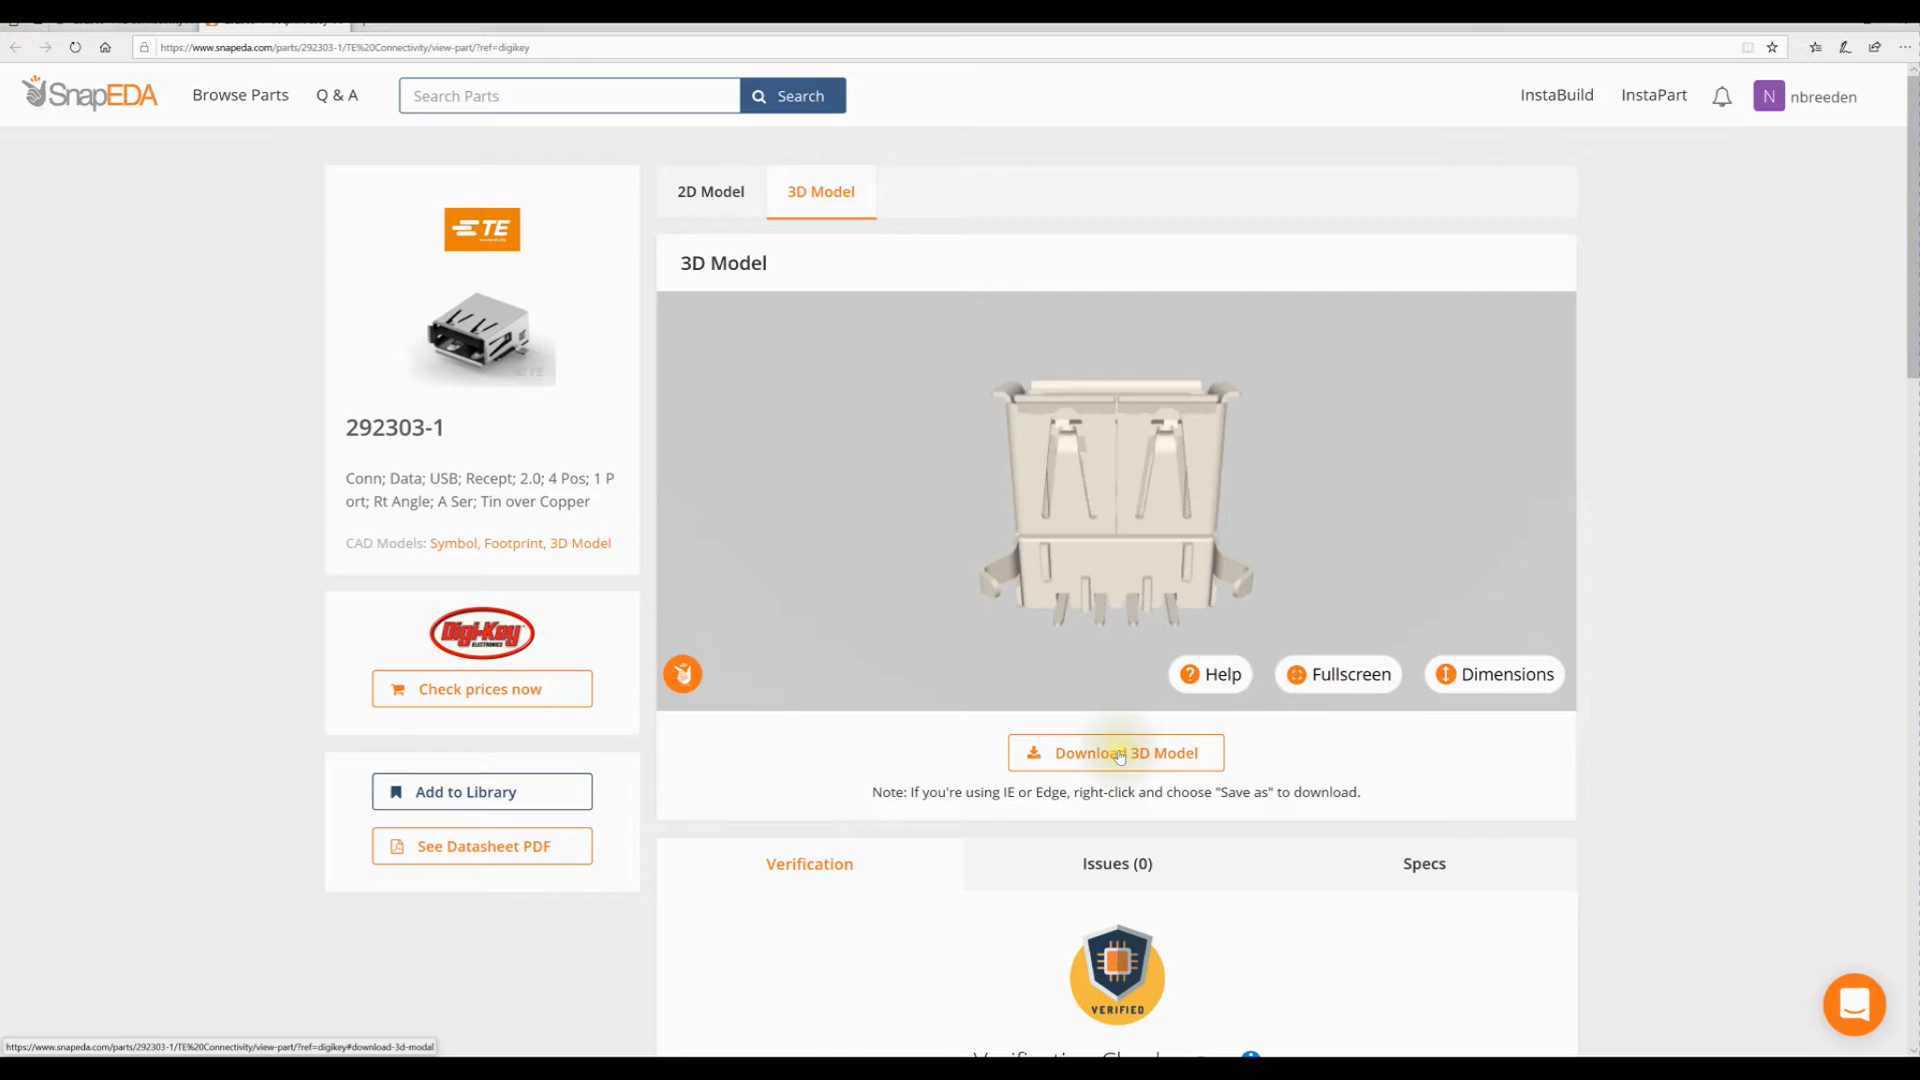 https://www.snapeda.com/parts/292303-1/TE%20Connectivity/view-part/?ref=digikey
SnapEDA
Browse Parts
Q & A
Search Parts
Search
InstaBuild
InstaPart
N
nbreeden
2D Model
3D Model
TE
TE
292303-1
Conn; Data; USB; Recept; 2.0; 4 Pos; 1 P
ort; Rt Angle; A Ser; Tin over Copper
CAD Models: Symbol, Footprint, 3D Model
3D Model
Help
Fullscreen
Dimensions
Digi-Key
ELECTRONICS
Check prices now
Download 3D Model
Note: If you're using IE or Edge, right-click and choose "Save as" to download.
Add to Library
See Datasheet PDF
Verification
Issues (0)
Specs
VERIFIED
https://www.snapeda.com/parts/292303-1/TE%20Connectivity/view-part/?ref=digikey#download-3d-modal